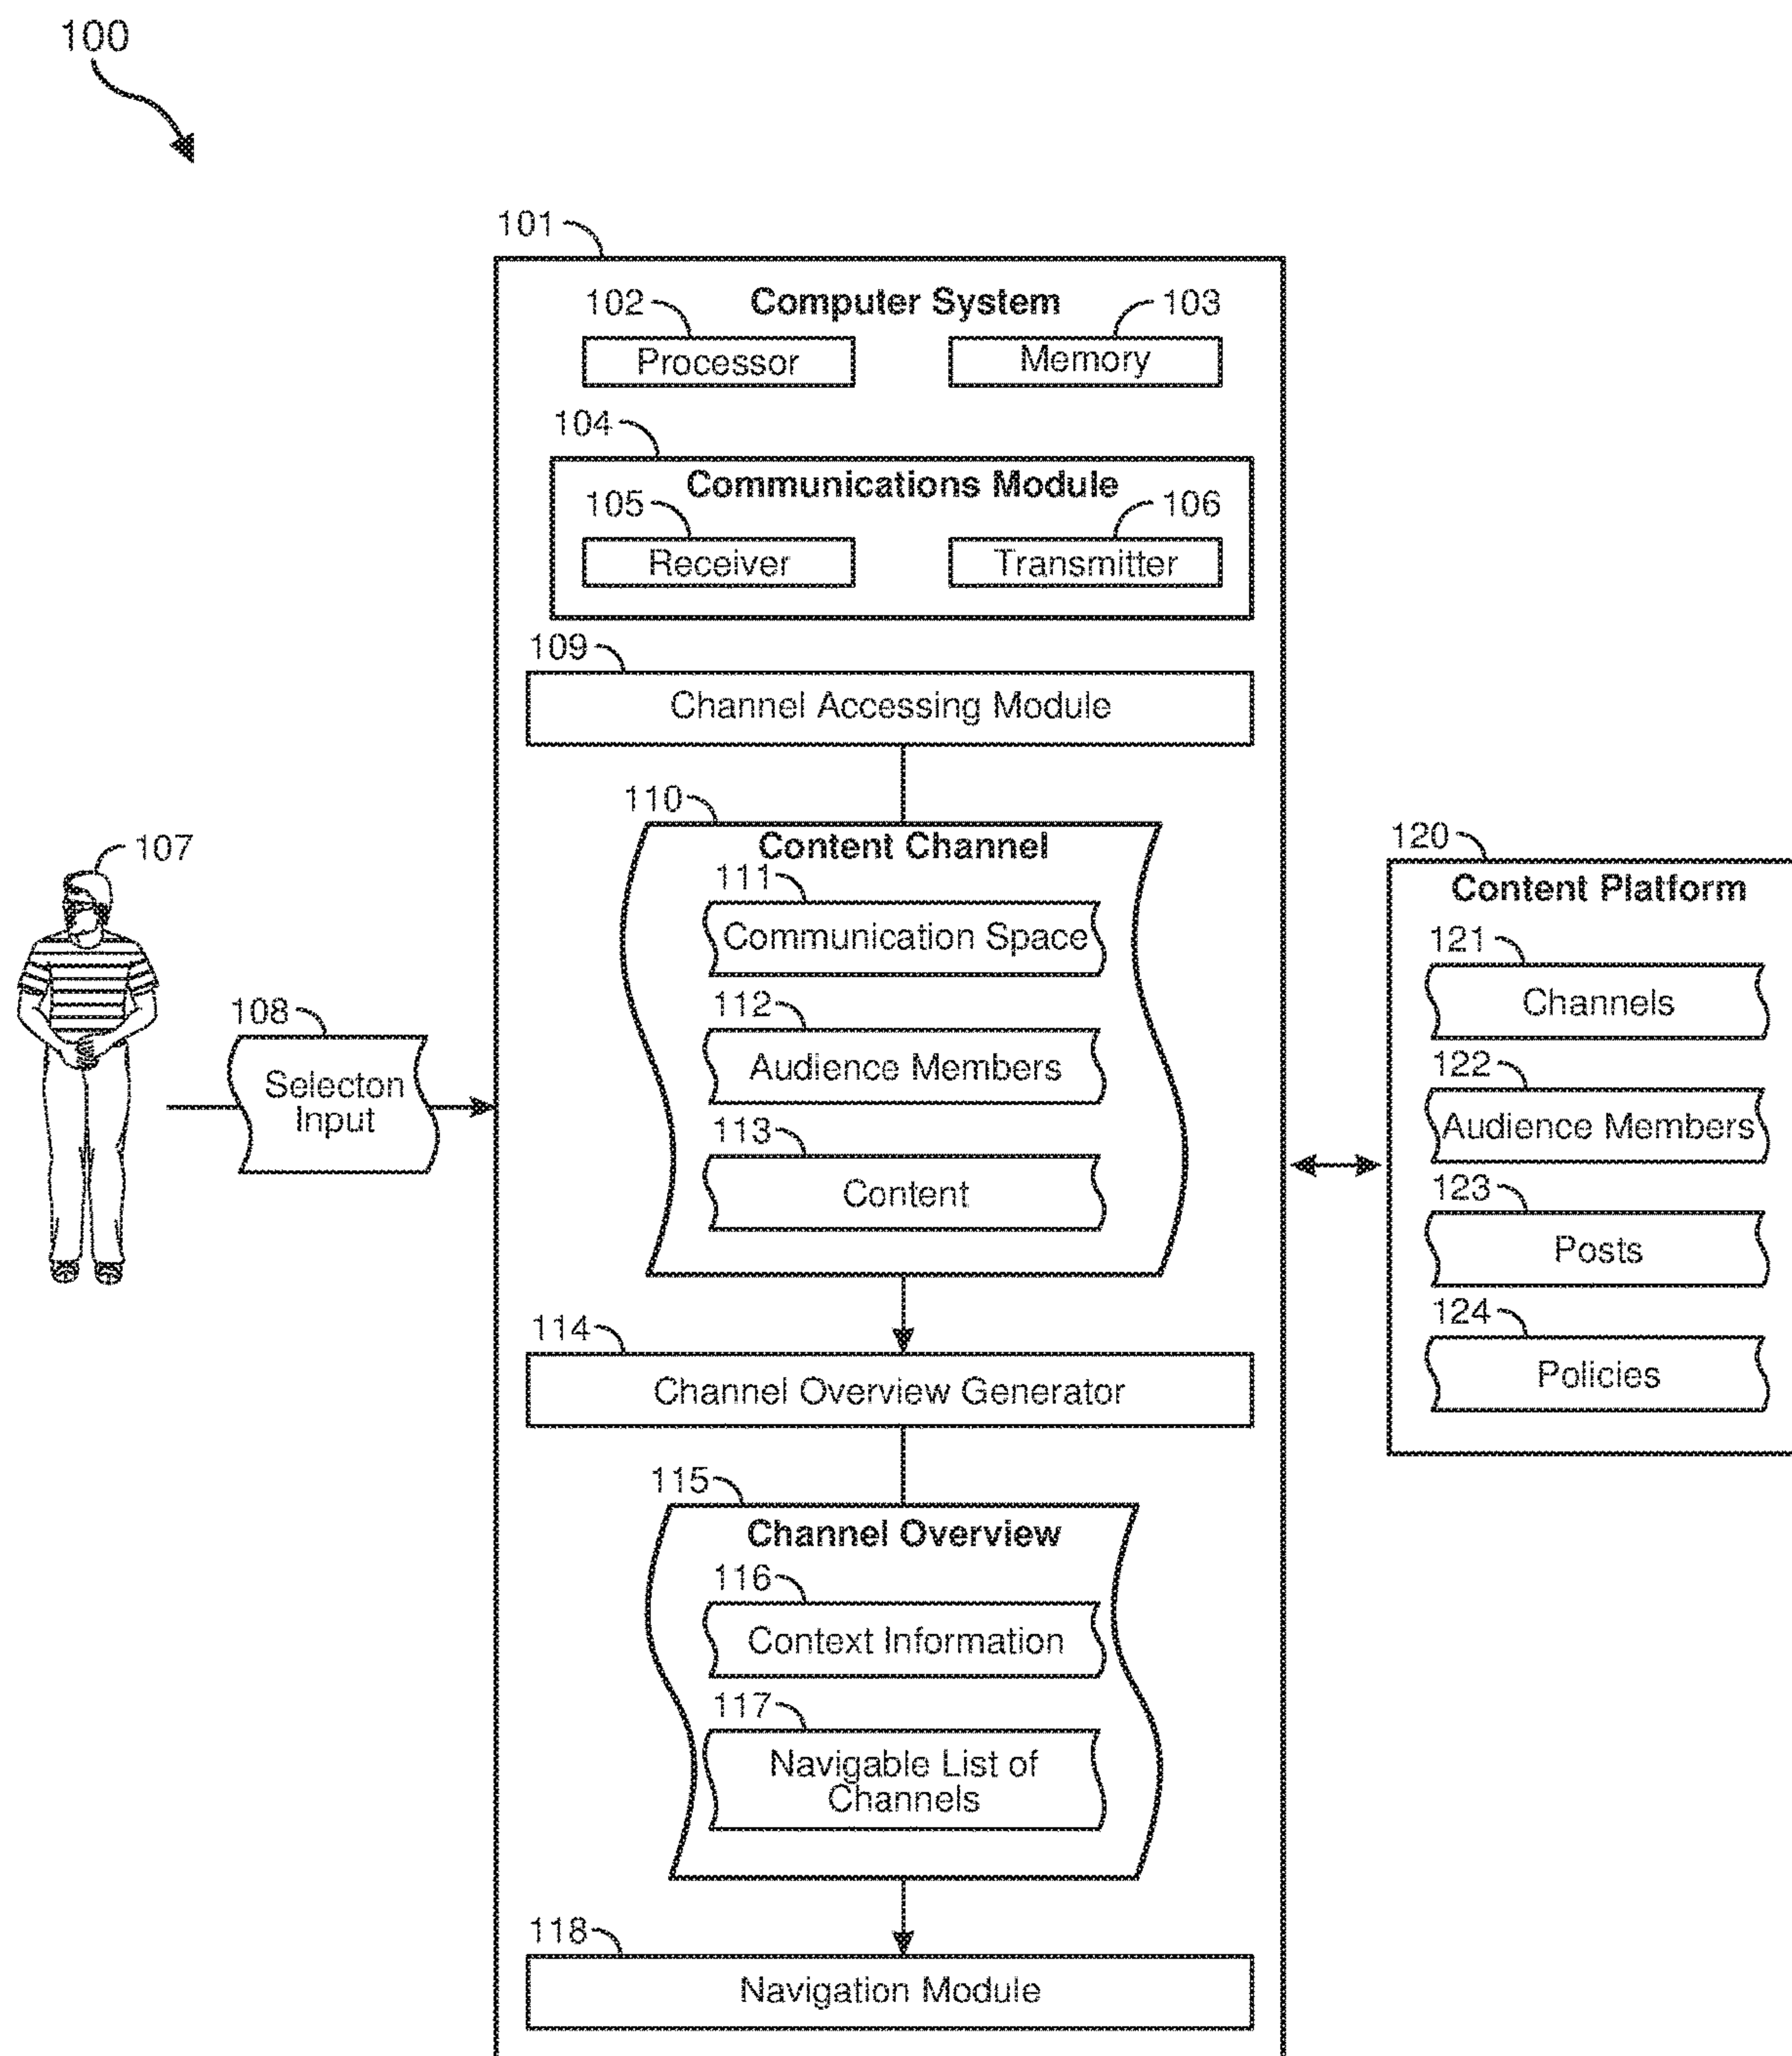 100
101
Computer System
102
103
Processor
Memory
104
Communications Module
105
106
Receiver
Transmitter
109
Channel Accessing Module
110
Content Channel
111
Communication Space
112
Audience Members
113
Content
107
108
Selecton
Input
114
Channel Overview Generator
115
Channel Overview
116
Context Information
117
Navigable List of
Channels
118
Navigation Module
120
Content Platform
121
Channels
122
Audience Members
123
Posts
124
Policies